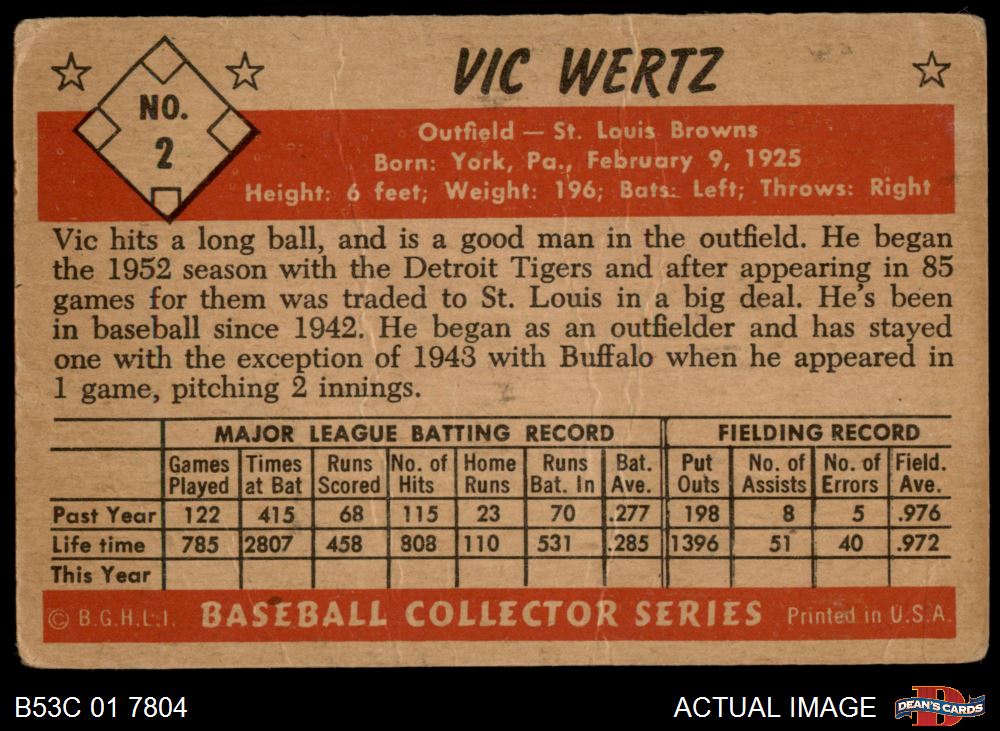 NO.
2
VIC WERTZ
Outfield — St. Louis Browns
Born: York, Pa., February 9, 1925
Height: 6 feet; Weight: 196; Bats: Left; Throws: Right
Vic hits a long ball, and is a good man in the outfield. He began
the 1952 season with the Detroit Tigers and after appearing in 85
games for them was traded to St. Louis in a big deal. He's been
in baseball since 1942. He began as an outfielder and has stayed
one with the exception of 1943 with Buffalo when he appeared in
1 game, pitching 2 innings.
MAJOR LEAGUE BATTING RECORD FIELDING RECORD
Games Times Runs No. of Home Runs Bat. Put No. of No. of Field.
Played at Bat Scored Hits Runs Bat. In Ave. Outs Assists Errors Ave.
Past Year 122 415 68 115 23 70 .277 198 8 5 .976
Life time 785 2807 458 808 110 531 .285 1396 51 40 .972
This Year
© B.G.H.L.I. BASEBALL COLLECTOR SERIES Printed in U.S.A.
B53C 01 7804 ACTUAL IMAGE DEAN'S CARDS